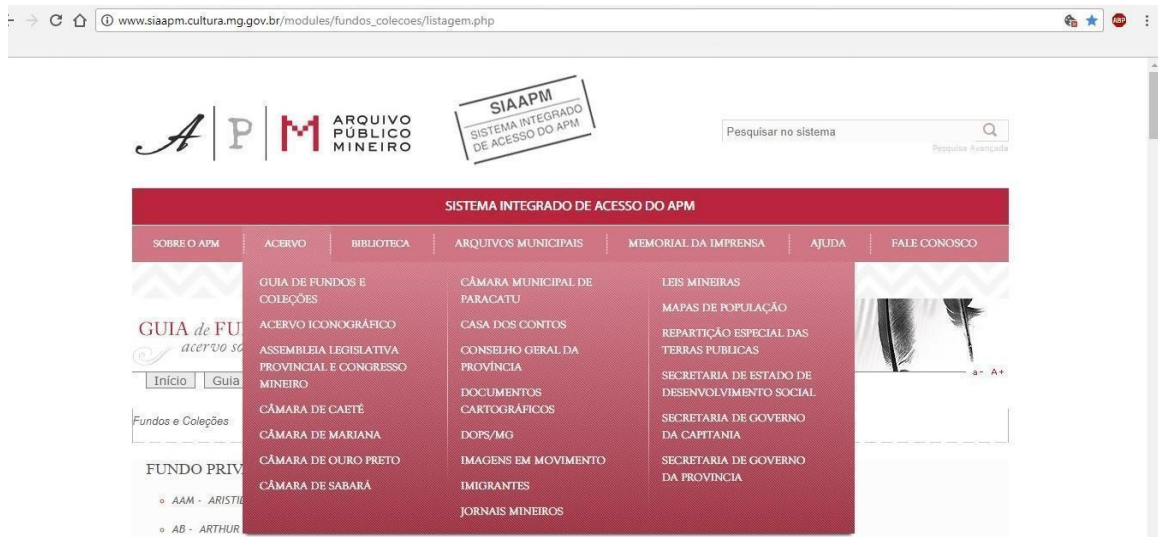 www.siaapm.cultura.mg.gov.br/modules/fundos_colecoes/listagem.php
ABP
A P M
ARQUIVO
PÚBLICO
MINEIRO
SIAAPM
SISTEMA INTEGRADO
DE ACESSO DO APM
Pesquisar no sistema
Pesquisa Avançada
SISTEMA INTEGRADO DE ACESSO DO APM
SOBRE O APM ACERVO BIBLIOTECA ARQUIVOS MUNICIPAIS MEMORIAL DA IMPRENSA AJUDA FALE CONOSCO
GUIA DE FUNDOS E
COLEÇÕES
ACERVO ICONOGRÁFICO
ASSEMBLEIA LEGISLATIVA
PROVINCIAL E CONGRESSO
MINEIRO
CÂMARA DE CAETÉ
CÂMARA DE MARIANA
CÂMARA DE OURO PRETO
CÂMARA DE SABARÁ
CÂMARA MUNICIPAL DE
PARACATU
CASA DOS CONTOS
CONSELHO GERAL DA
PROVÍNCIA
DOCUMENTOS
CARTOGRÁFICOS
DOPS/MG
IMAGENS EM MOVIMENTO
IMIGRANTES
JORNAIS MINEIROS
LEIS MINEIRAS
MAPAS DE POPULAÇÃO
REPARTIÇÃO ESPECIAL DAS
TERRAS PUBLICAS
SECRETARIA DE ESTADO DE
DESENVOLVIMENTO SOCIAL
SECRETARIA DE GOVERNO
DA CAPITANIA
SECRETARIA DE GOVERNO
DA PROVINCIA
GUIA de FU
acervo so
Início Guia
a- A+
Fundos e Coleções
FUNDO PRIV
AAM - ARISTI
AB - ARTHUR